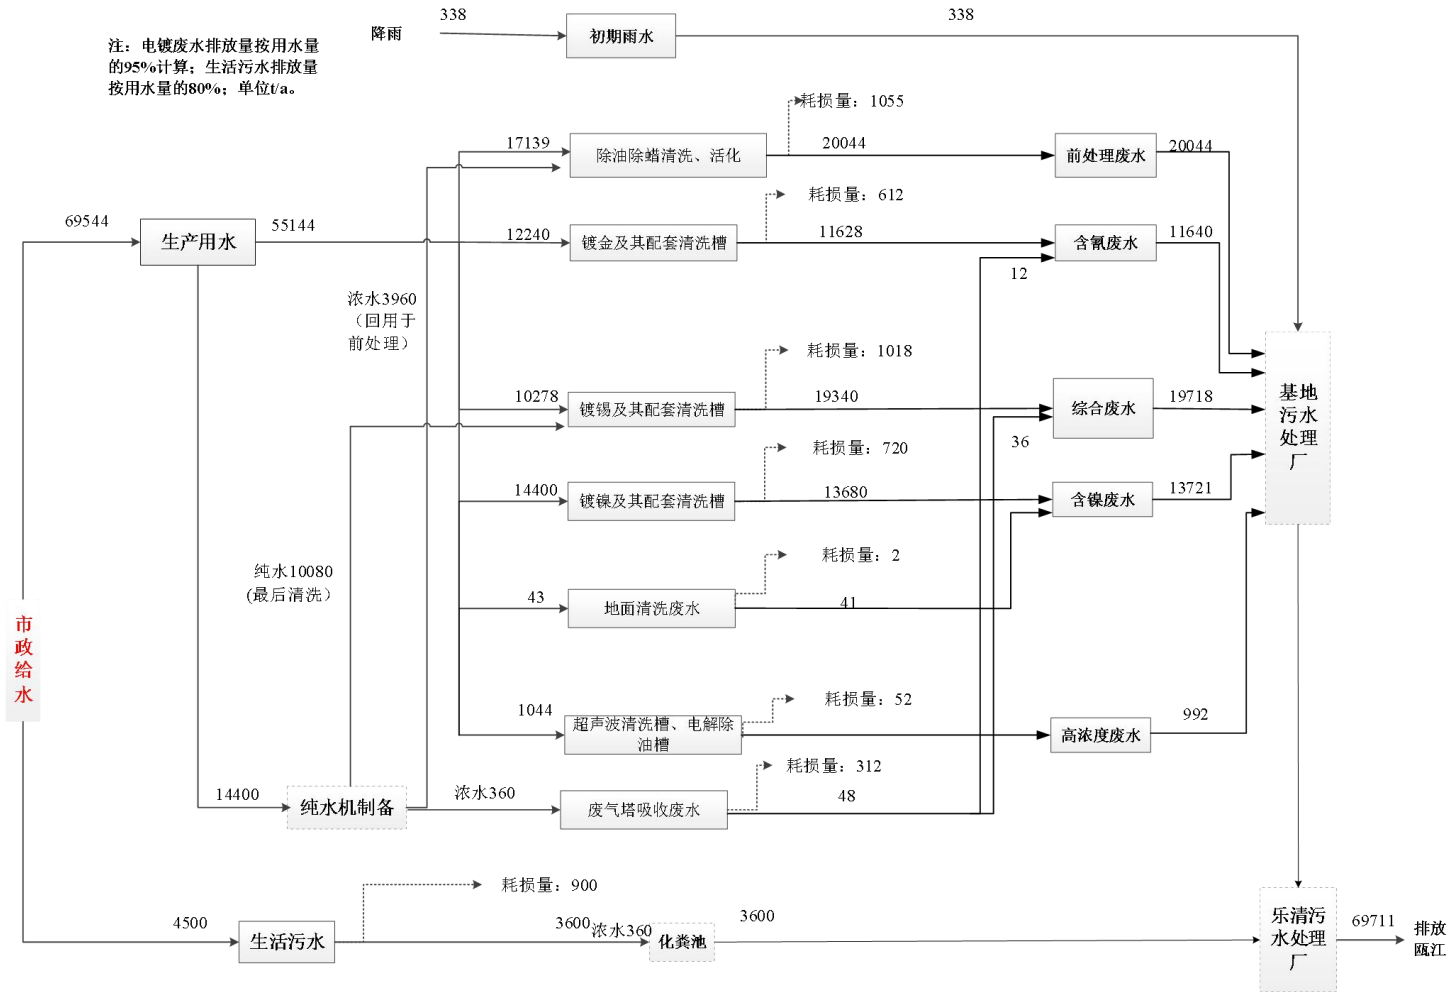 338
338
降雨
初期雨水
注：电镀废水排放量按用水量
的95%计算；生活污水排放量
按用水量的80%；单位t/a。
耗损量：1055
17139
除油除蜡清洗、活化
20044
前处理废水
20044
耗损量：612
69544
生产用水
55144
12240
镀金及其配套清洗槽
11628
含氰废水
11640
12
浓水3960
（回用于
前处理）
耗损量：1018
10278
镀锡及其配套清洗槽
19340
综合废水
19718
36
基地
污水
处理
厂
耗损量：720
14400
镀镍及其配套清洗槽
13680
含镍废水
13721
纯水10080
(最后清洗）
耗损量：2
43
地面清洗废水
41
市
政
给
水
耗损量：52
1044
超声波清洗槽、电解除
油槽
高浓度废水
992
耗损量：312
14400
纯水机制备
浓水360
废气塔吸收废水
48
耗损量：900
4500
生活污水
3600
浓水360
化粪池
3600
乐清污
水处理
厂
69711
排放
瓯江